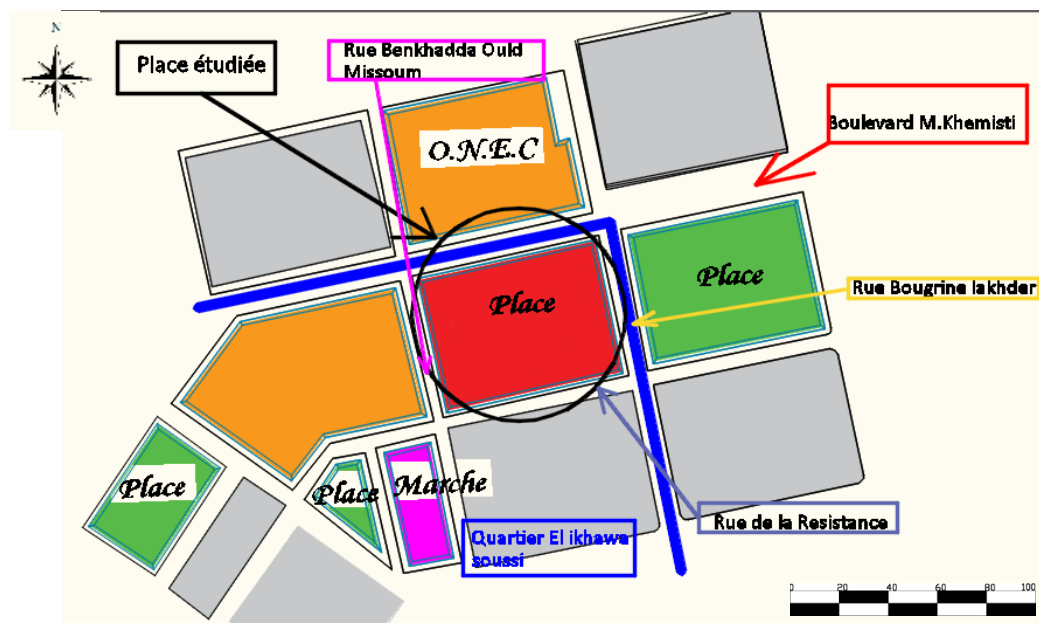 N
Place étudiée
Rue Benkhadda Ould
Missoum
Boulevard M.Khemisti
O.N.E.C
Place
Place
Rue Bougrine lakhder
Place
Place
Marche
Rue de la Resistance
Quartier El ikhawa
soussi
0 20 40 60 80 100